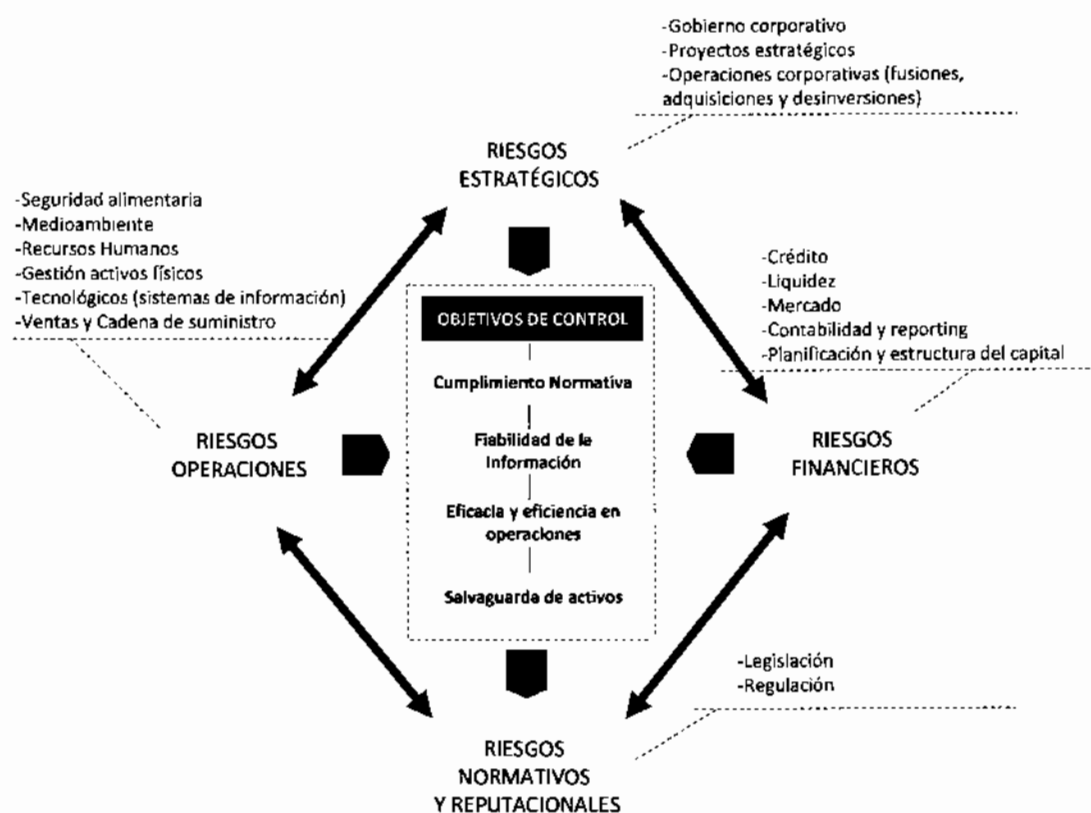 -Gobierno corporativo
-Proyectos estratégicos
-Operaciones corporativas (fusiones,
adquisiciones y desinversiones)
RIESGOS
ESTRATÉGICOS
-Seguridad alimentaria
-Medioambiente
-Recursos Humanos
-Gestión activos físicos
-Tecnológicos (sistemas de información)
-Ventas y Cadena de suministro
-Crédito
-Liquidez
-Mercado
-Contabilidad y reporting
-Planificación y estructura del capital
OBJETIVOS DE CONTROL
Cumplimiento Normativa
Fiabilidad de la
Información
Eficacia y eficiencia en
operaciones
Salvaguarda de activos
RIESGOS
OPERACIONES
RIESGOS
FINANCIEROS
-Legislación
-Regulación
RIESGOS
NORMATIVOS
Y REPUTACIONALES